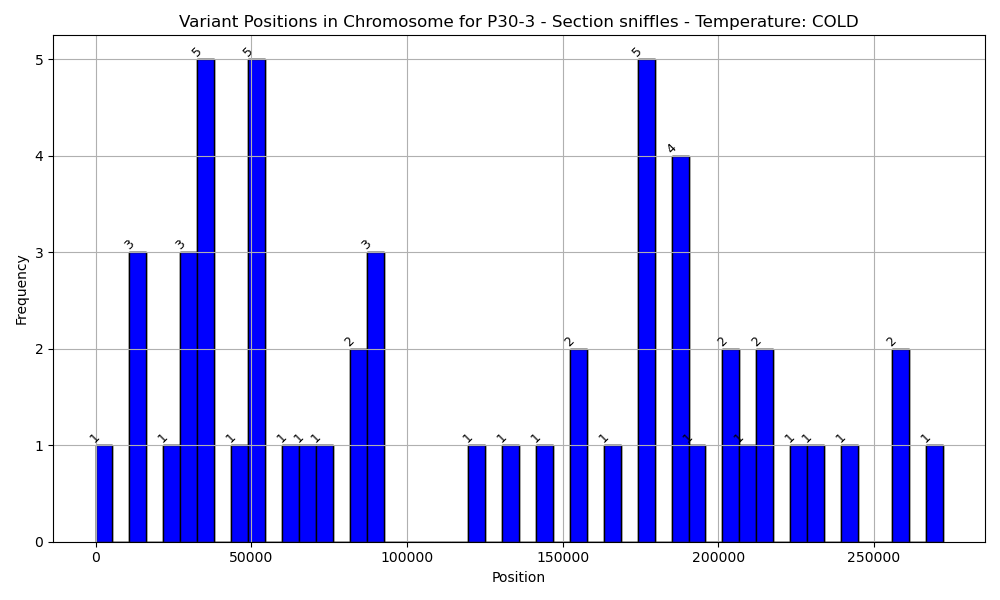 Variant Positions in Chromosome for P30-3 - Section sniffles - Temperature: COLD
Frequency
5
4
3
2
1
0
1 3 1 3 5 1 5 1 1 1 2 3 1 1 1 2 1 5 4 1 2 1 2 1 1 1 2 1
0 50000 100000 150000 200000 250000
Position